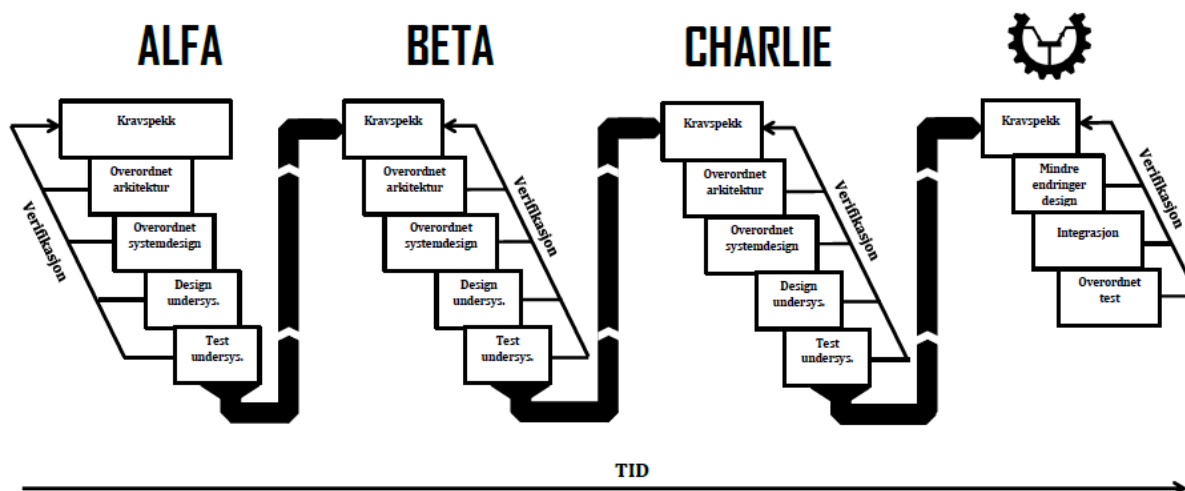 ALFA
BETA
CHARLIE
Kravspekk
Overordnet
arkitektur
Overordnet
systemdesign
Design
undersys.
Test
undersys.
Verifikasjon
Kravspekk
Overordnet
arkitektur
Overordnet
systemdesign
Design
undersys.
Test
undersys.
Verifikasjon
Kravspekk
Overordnet
arkitektur
Overordnet
systemdesign
Design
undersys.
Test
undersys.
Verifikasjon
Kravspekk
Mindre
endringer
design
Integrasjon
Overordnet
test
Verifikasjon
TID